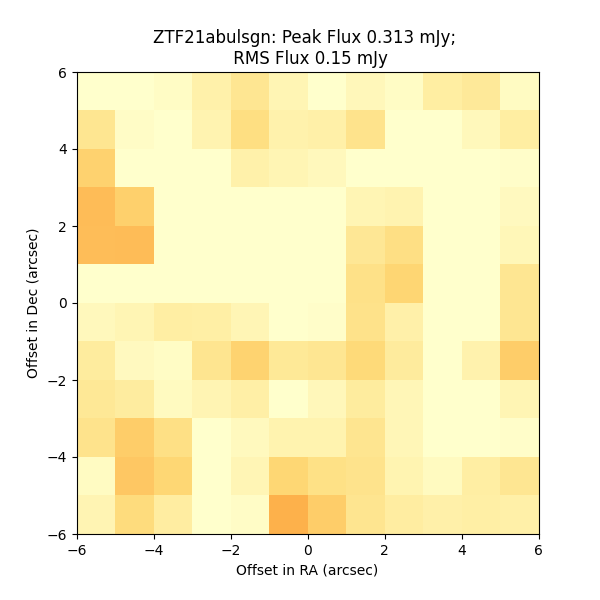 ZTF21abulsgn: Peak Flux 0.313 mJy;
RMS Flux 0.15 mJy
6
4
2
0
−2
−4
−6
Offset in Dec (arcsec)
−6 −4 −2 0 2 4 6
Offset in RA (arcsec)